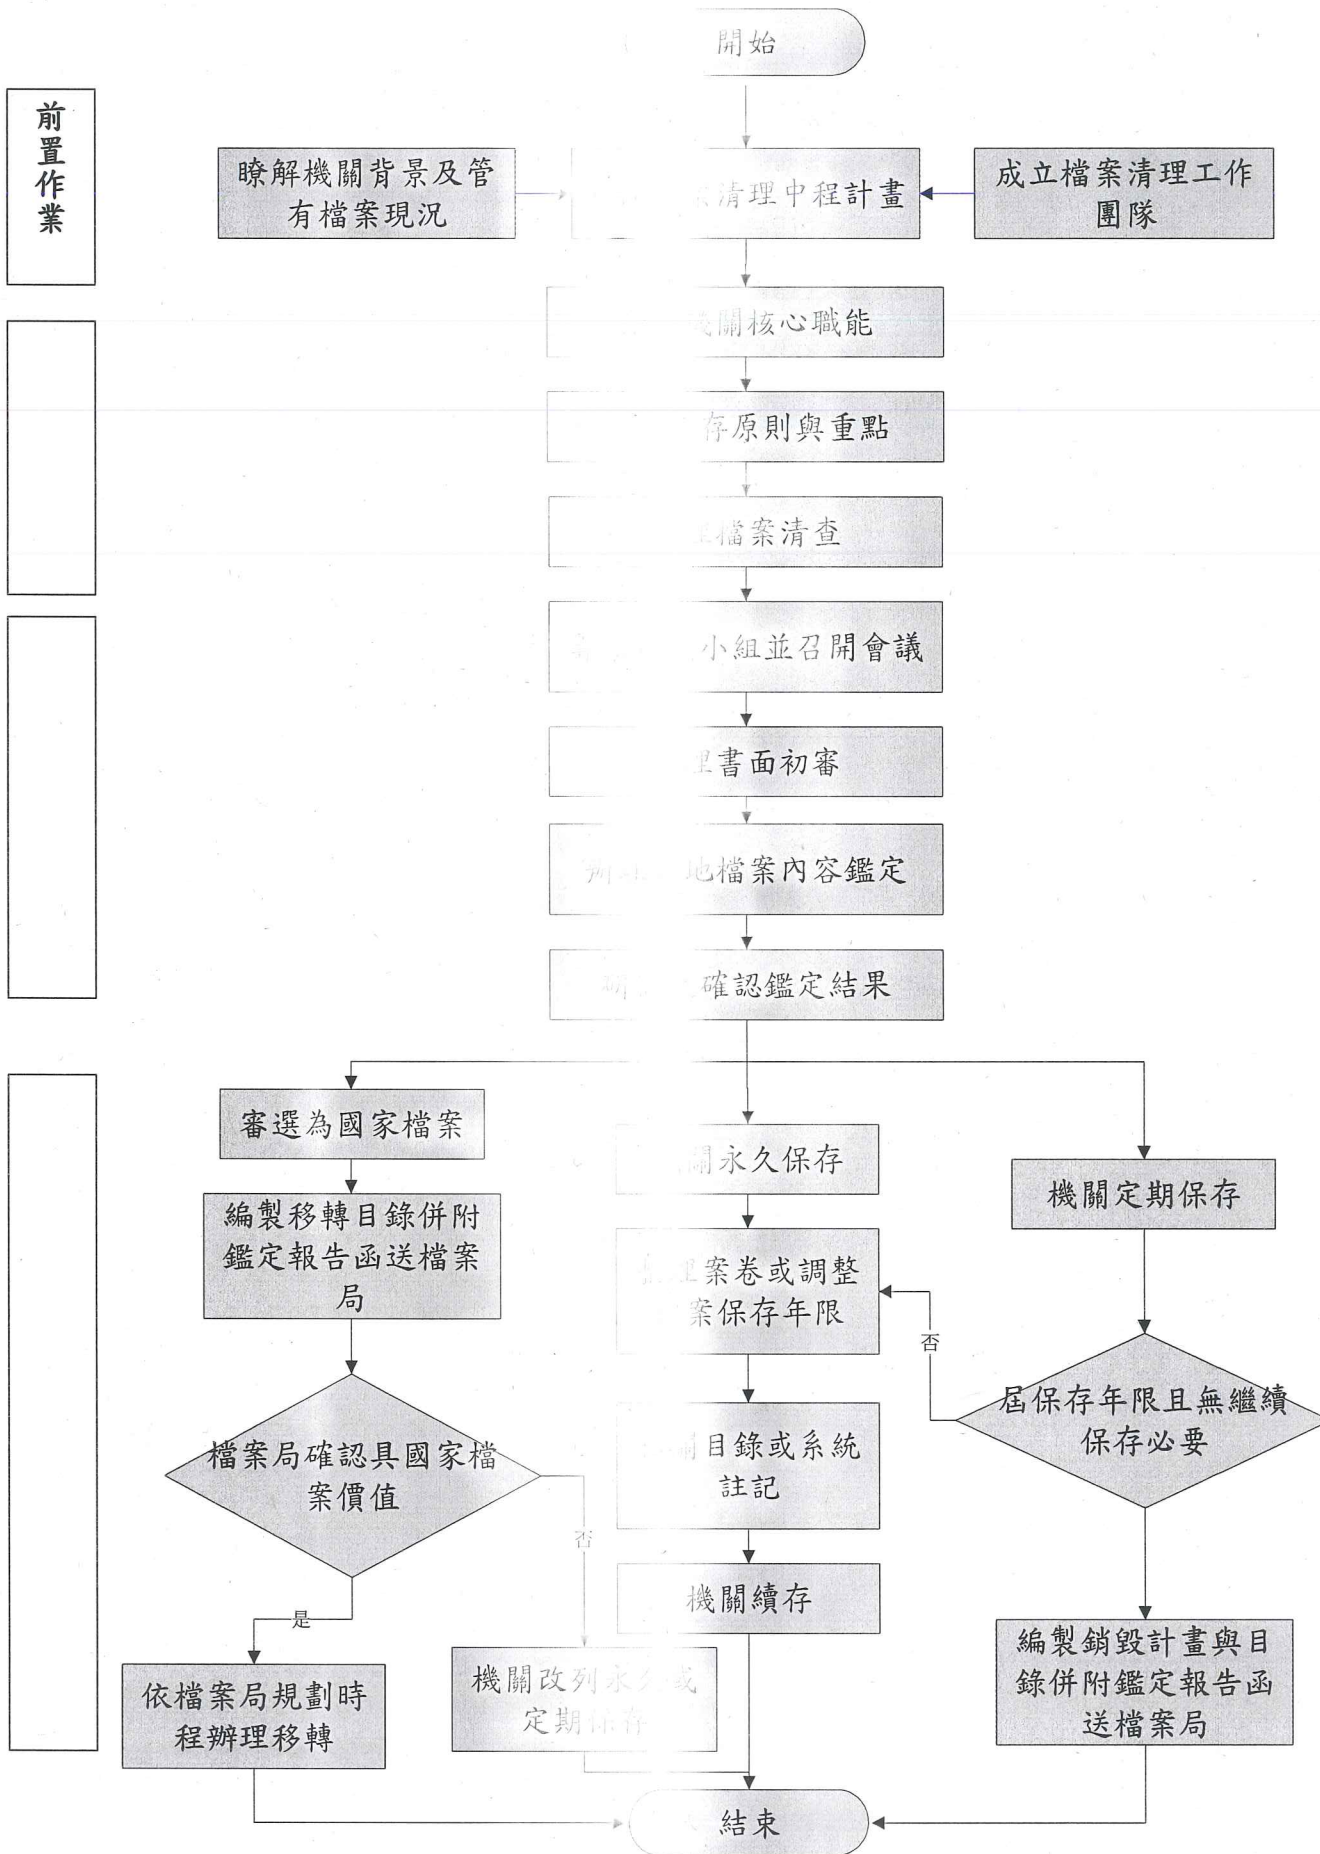 開始
前置作業
瞭解機關背景及管
有檔案現況
清理中程計畫
成立檔案清理工作
團隊
關核心職能
存原則與重點
檔案清查
小組並召開會議
理書面初審
地檔案內容鑑定
確認鑑定結果
審選為國家檔案
關永久保存
機關定期保存
編製移轉目錄併附
鑑定報告函送檔案
局
理案卷或調整
案保存年限
否
屆保存年限且無繼續
保存必要
檔案局確認具國家檔
案價值
目錄或系統
註記
否
機關續存
是
依檔案局規劃時
程辦理移轉
機關改列永久或
定期保存
編製銷毀計畫與目
錄併附鑑定報告函
送檔案局
結束